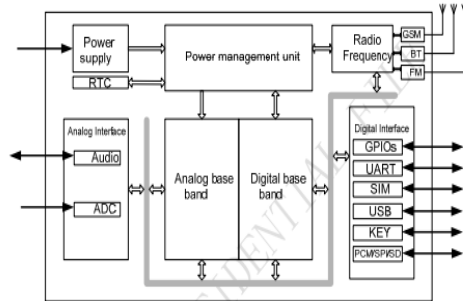 Power
supply
Power management unit
Radio
Frequency
GSM
BT
FM
RTC
Analog Interface
Audio
ADC
Analog base
band
Digital base
band
Digital Interface
GPIOs
UART
SIM
USB
KEY
PCM/SPI/SD